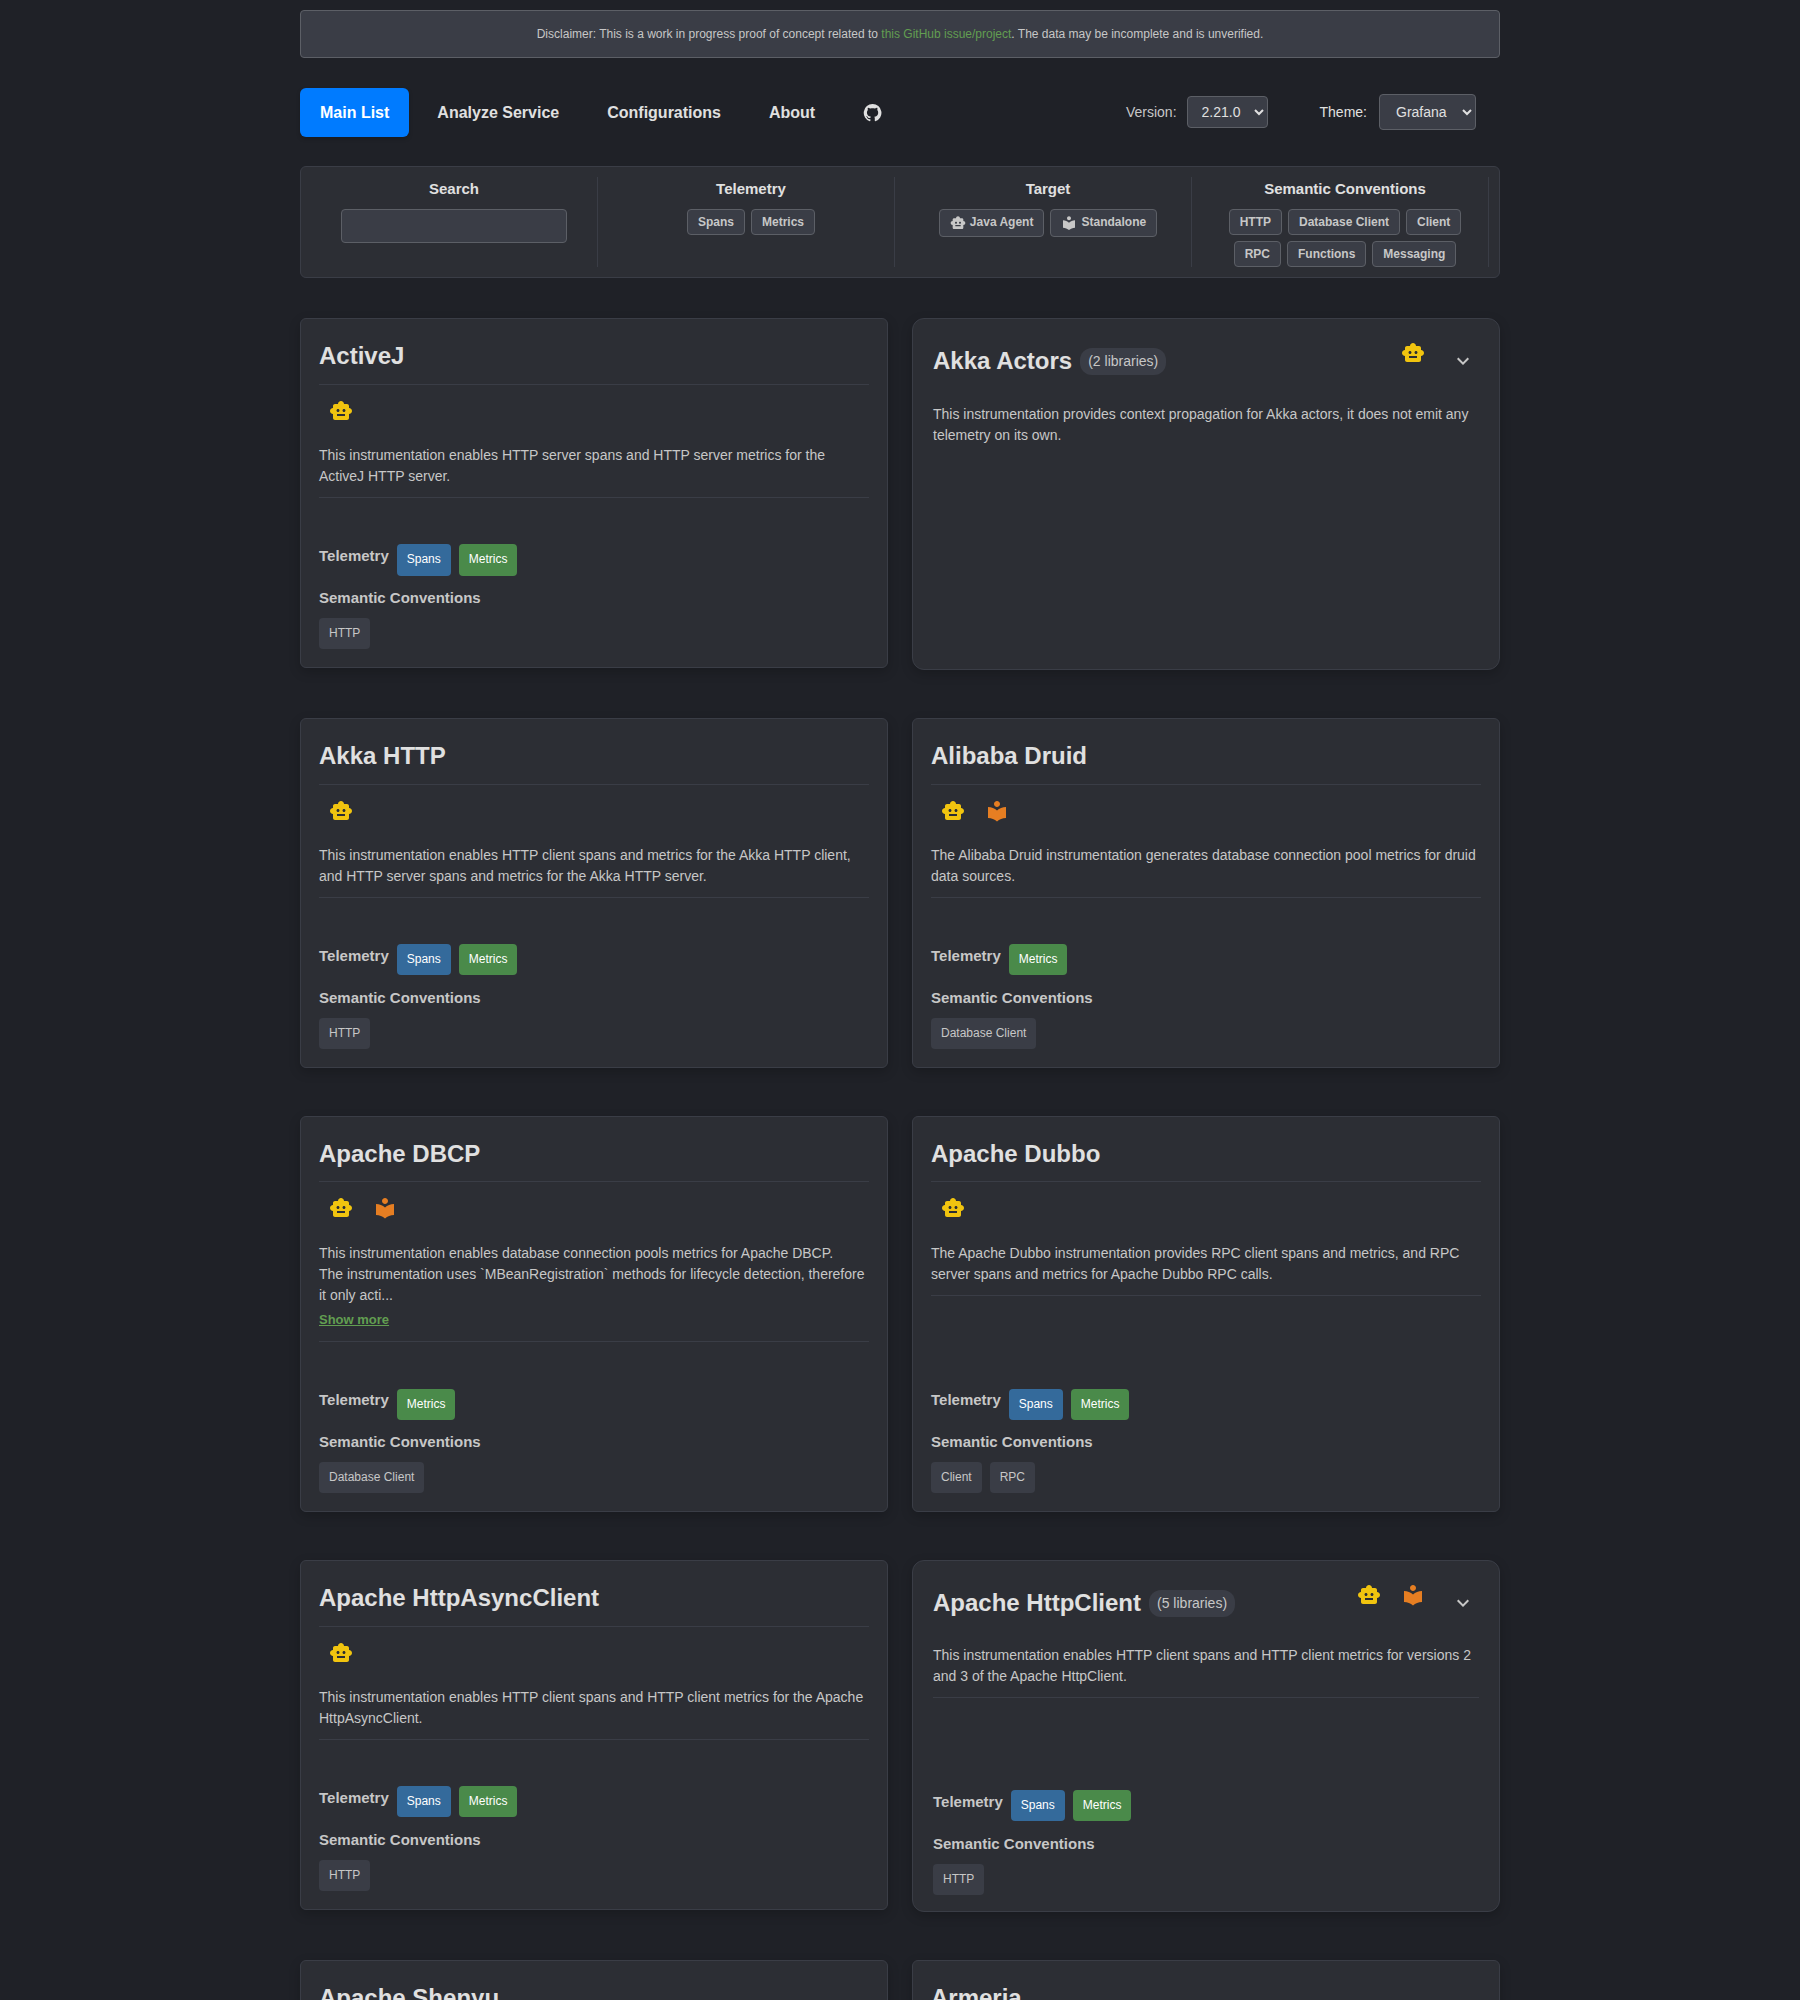 Disclaimer: This is a work in progress proof of concept related to this GitHub issue/project. The data may be incomplete and is unverified.
Main List
Analyze Service
Configurations
About
Version:
2.21.0
Theme:
Grafana
Search
Telemetry
Spans
Metrics
Target
Java Agent
Standalone
Semantic Conventions
HTTP
Database Client
Client
RPC
Functions
Messaging
ActiveJ
This instrumentation enables HTTP server spans and HTTP server metrics for the
ActiveJ HTTP server.
Telemetry Spans Metrics
Semantic Conventions
HTTP
Akka Actors (2 libraries)
This instrumentation provides context propagation for Akka actors, it does not emit any
telemetry on its own.
Akka HTTP
This instrumentation enables HTTP client spans and metrics for the Akka HTTP client,
and HTTP server spans and metrics for the Akka HTTP server.
Telemetry Spans Metrics
Semantic Conventions
HTTP
Alibaba Druid
The Alibaba Druid instrumentation generates database connection pool metrics for druid
data sources.
Telemetry Metrics
Semantic Conventions
Database Client
Apache DBCP
This instrumentation enables database connection pools metrics for Apache DBCP.
The instrumentation uses `MBeanRegistration` methods for lifecycle detection, therefore
it only acti...
Show more
Telemetry Metrics
Semantic Conventions
Database Client
Apache Dubbo
The Apache Dubbo instrumentation provides RPC client spans and metrics, and RPC
server spans and metrics for Apache Dubbo RPC calls.
Telemetry Spans Metrics
Semantic Conventions
Client RPC
Apache HttpAsyncClient
This instrumentation enables HTTP client spans and HTTP client metrics for the Apache
HttpAsyncClient.
Telemetry Spans Metrics
Semantic Conventions
HTTP
Apache HttpClient (5 libraries)
This instrumentation enables HTTP client spans and HTTP client metrics for versions 2
and 3 of the Apache HttpClient.
Telemetry Spans Metrics
Semantic Conventions
HTTP
Apache Shenyu
Armeria